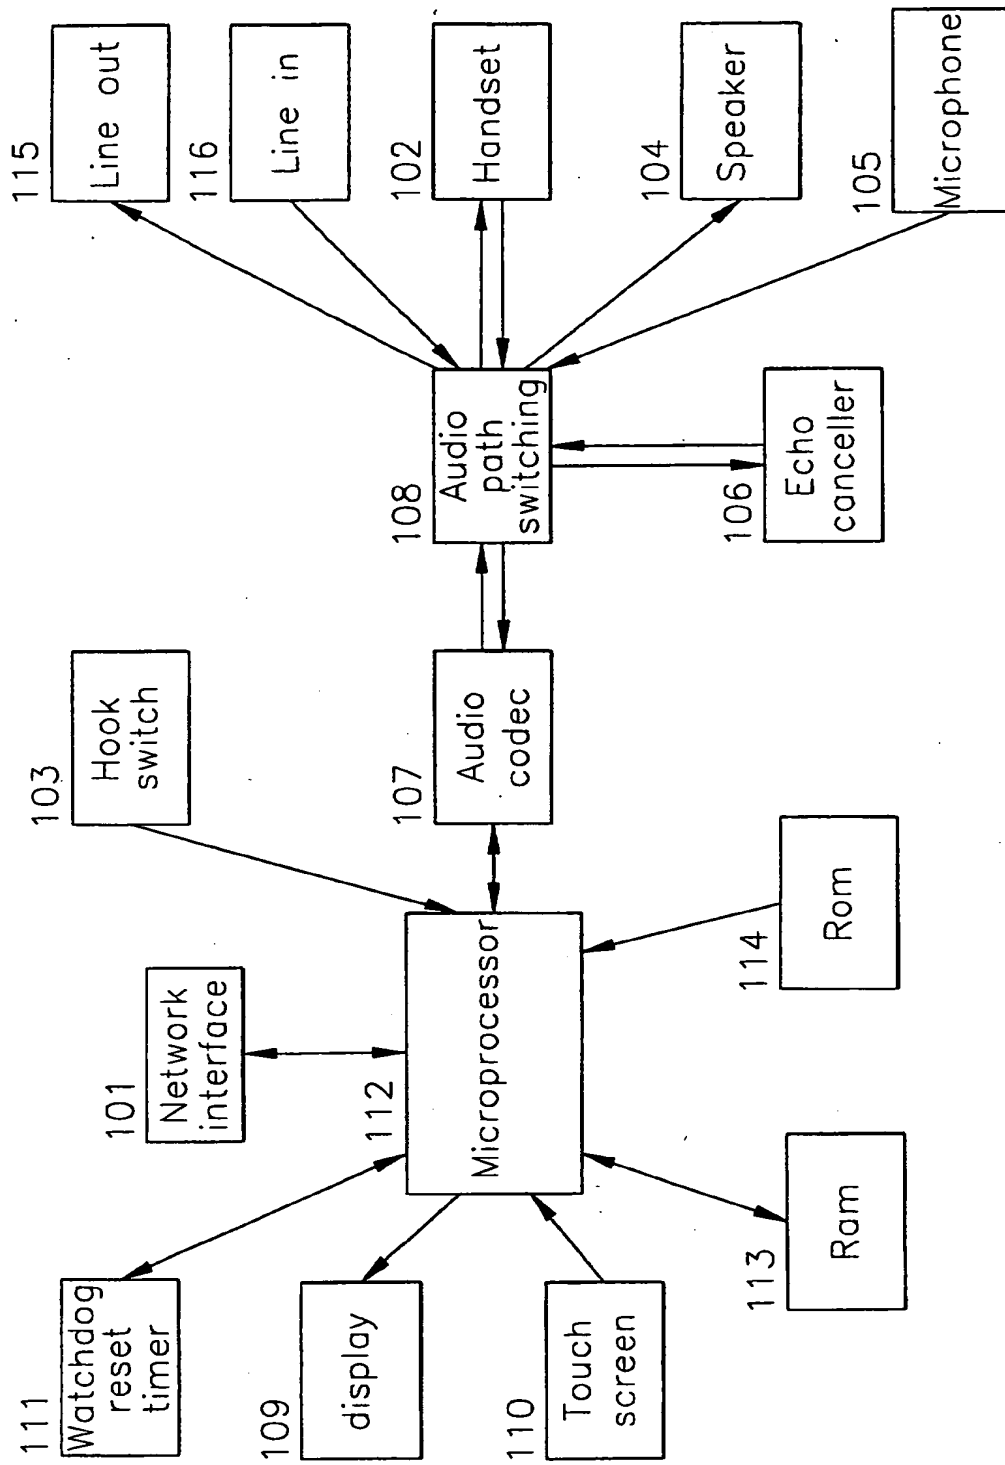 111
Watchdog
reset
timer
109
display
110
Touch
screen
101
Network
interface
112
Microprocessor
113
Ram
114
Rom
103
Hook
switch
107
Audio
codec
108
Audio
path
switching
106
Echo
canceller
115
Line out
116
Line in
102
Handset
104
Speaker
105
Microphone